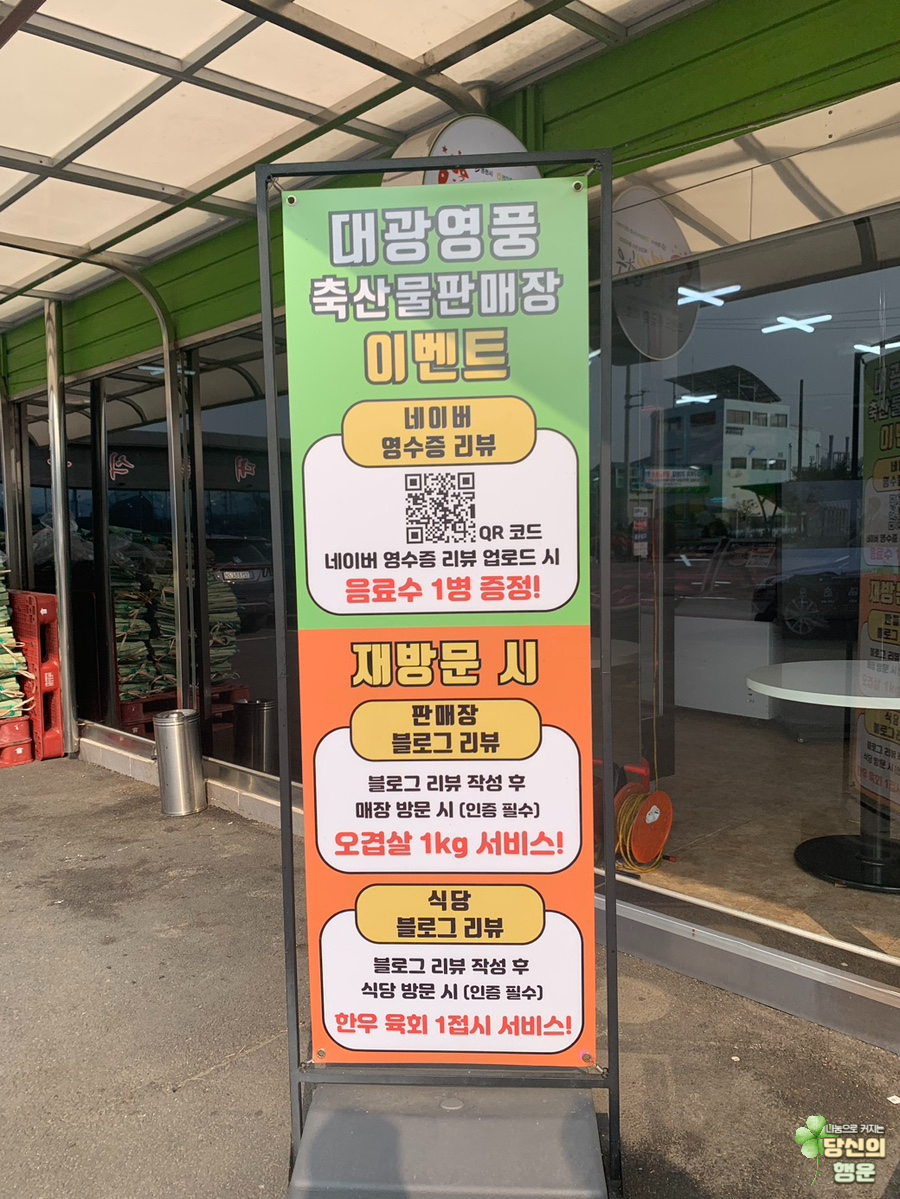 대광영풍
축산물판매장
이벤트
네이버
영수증 리뷰
QR 코드
네이버 영수증 리뷰 업로드 시
음료수 1병 증정!
재방문 시
판매장
블로그 리뷰
블로그 리뷰 작성 후
매장 방문 시 (인증 필수)
오겹살 1kg 서비스!
식당
블로그 리뷰
블로그 리뷰 작성 후
식당 방문 시 (인증 필수)
한우 육회 1접시 서비스!
나눔으로 커지는
당신의
행운